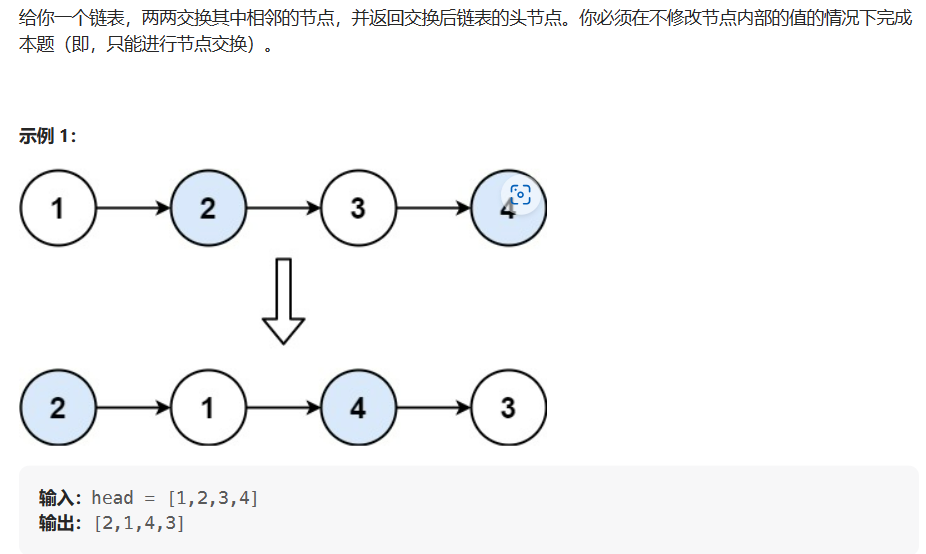 给你一个链表，两两交换其中相邻的节点，并返回交换后链表的头节点。你必须在不修改节点内部的值的情况下完成
本题（即，只能进行节点交换）。
示例 1：
1 2 3 4
2 1 4 3
输入：head = [1,2,3,4]
输出：[2,1,4,3]